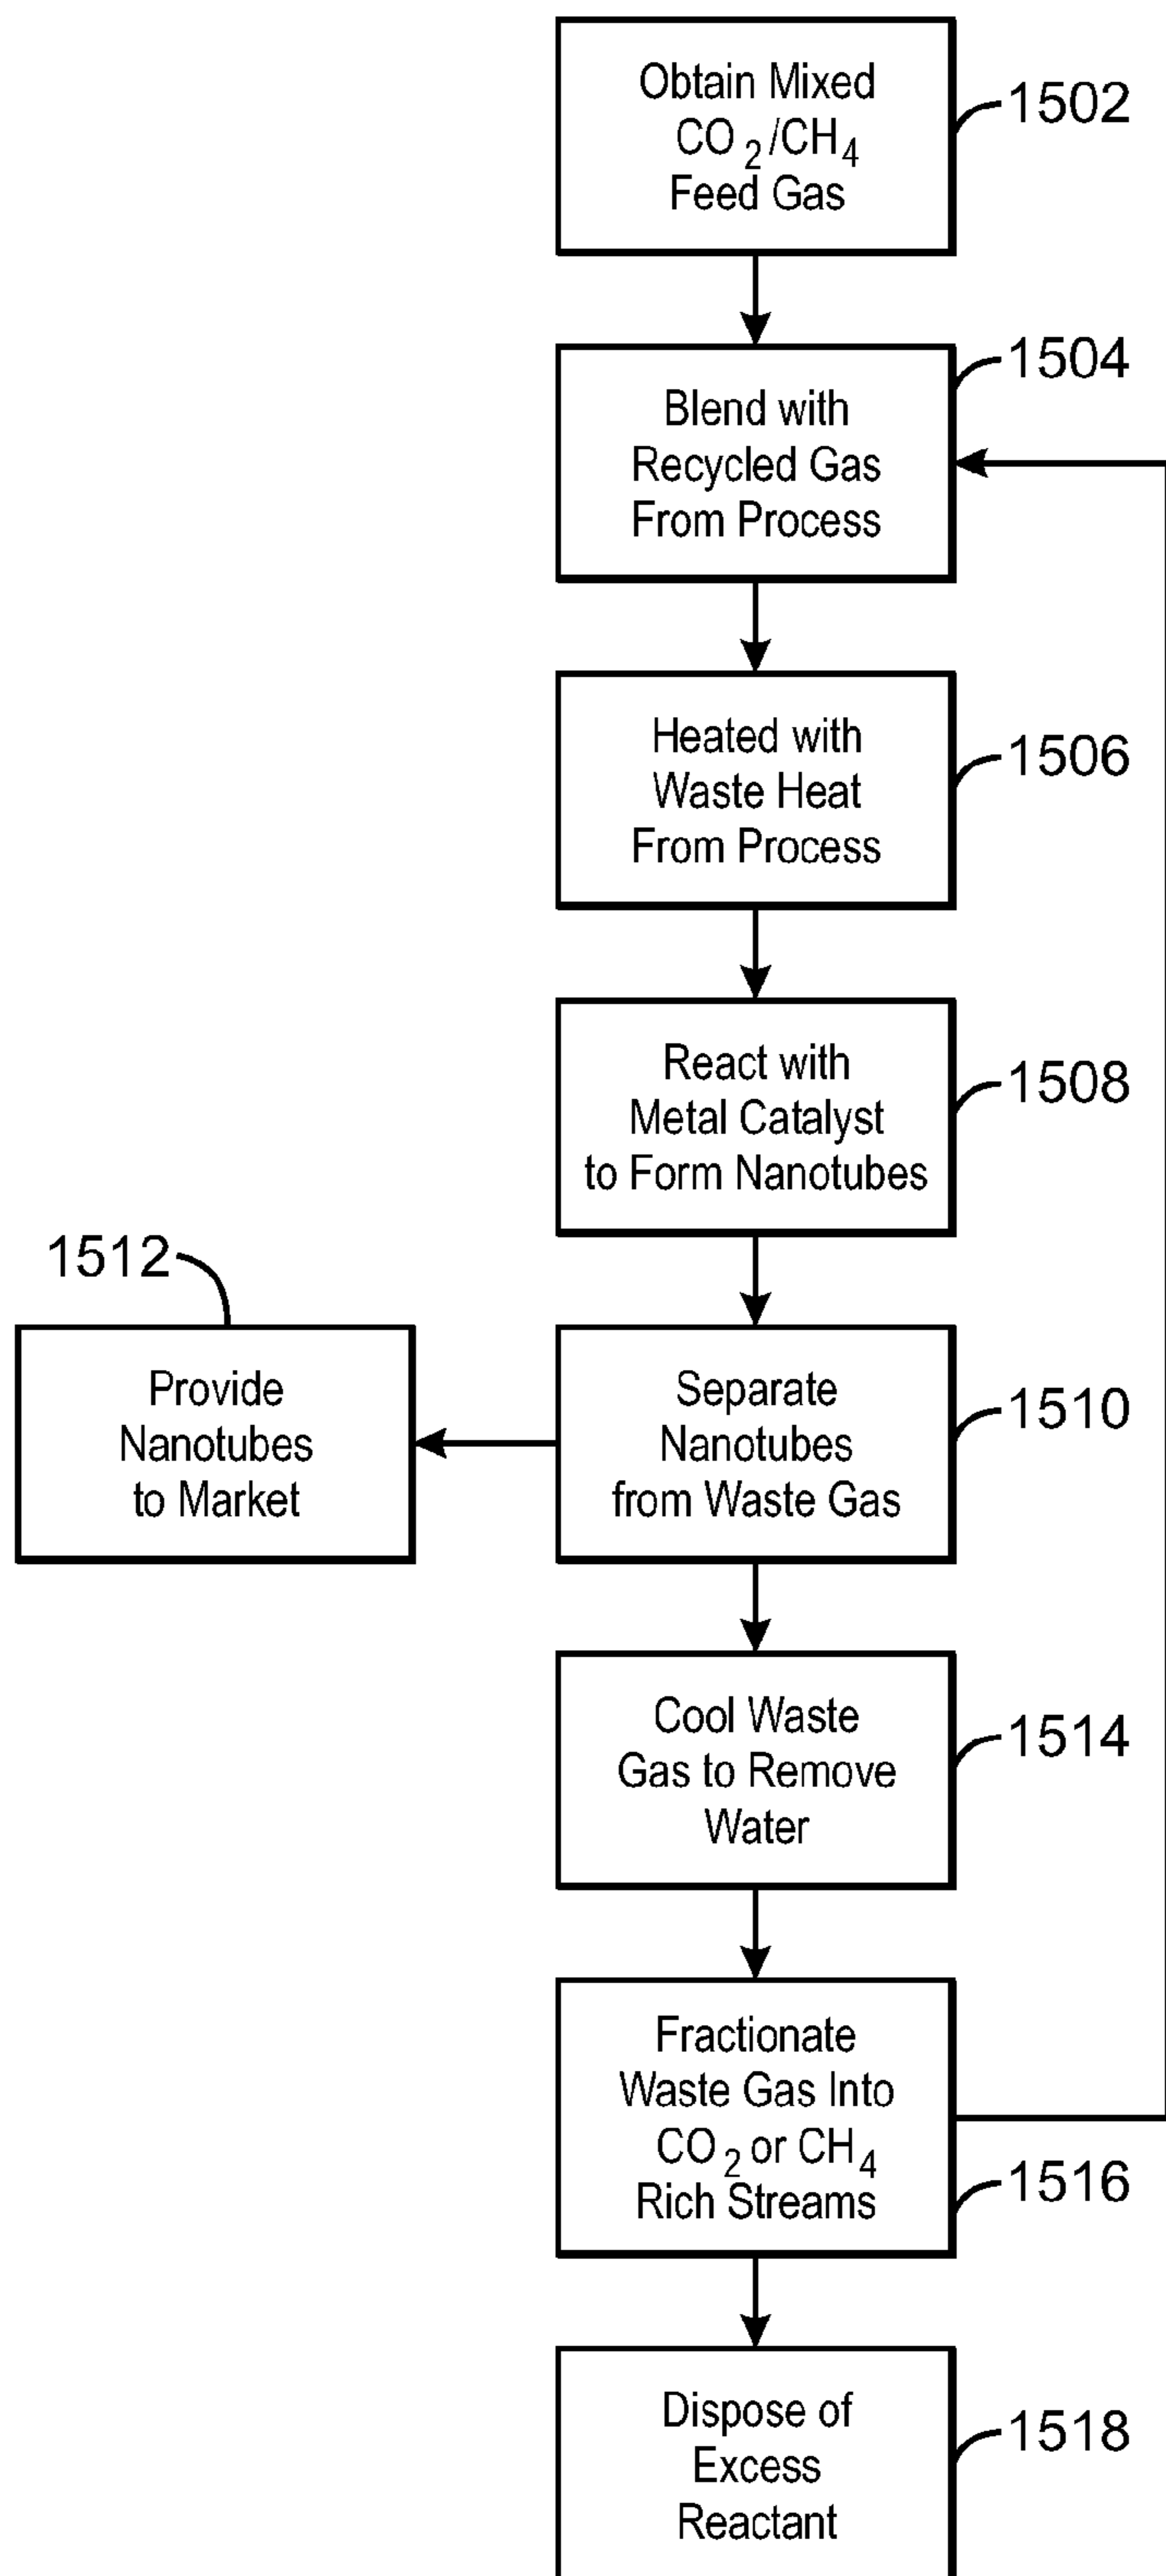 Obtain Mixed
CO2/CH4
Feed Gas
1502
Blend with
Recycled Gas
From Process
1504
Heated with
Waste Heat
From Process
1506
React with
Metal Catalyst
to Form Nanotubes
1508
1512
Provide
Nanotubes
to Market
Separate
Nanotubes
from Waste Gas
1510
Cool Waste
Gas to Remove
Water
1514
Fractionate
Waste Gas Into
CO2 or CH4
Rich Streams
1516
Dispose of
Excess
Reactant
1518